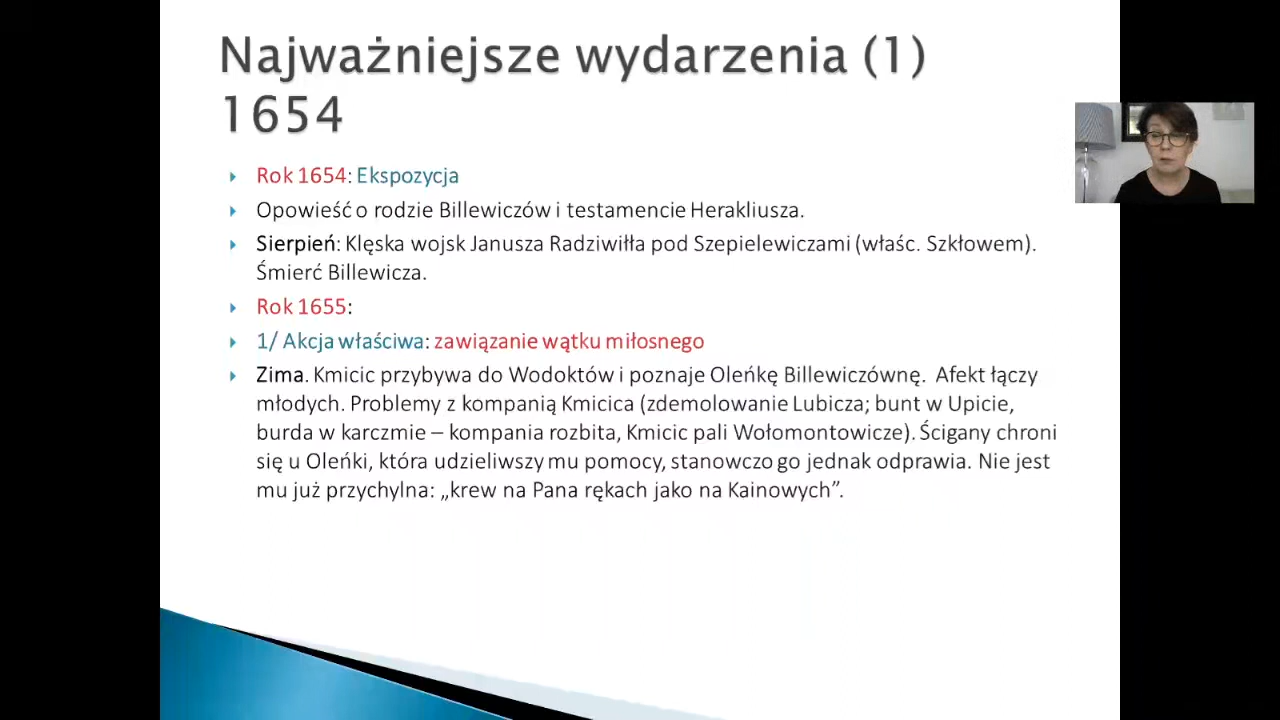 Najważniejsze wydarzenia (1)
1654
Rok 1654: Ekspozycja
Opowieść o rodzie Billewiczów i testamencie Herakliusza.
Sierpień: Klęska wojsk Janusza Radziwiłła pod Szepielewiczami (właśc. Szkłowem).
Śmierć Billewicza.
Rok 1655:
1/ Akcja właściwa: zawiązanie wątku miłosnego
Zima. Kmicic przybywa do Wodoktów i poznaje Oleńkę Billewiczównę. Afekt łączy
młodych. Problemy z kompanią Kmicica (zdemolowanie Lubicza; bunt w Upicie,
burda w karczmie – kompania rozbita, Kmicic pali Wołomontowicze). Ścigany chroni
się u Oleńki, która udzieliwszy mu pomocy, stanowczo go jednak odprawia. Nie jest
mu już przychylna: „krew na Pana rękach jako na Kainowych”.